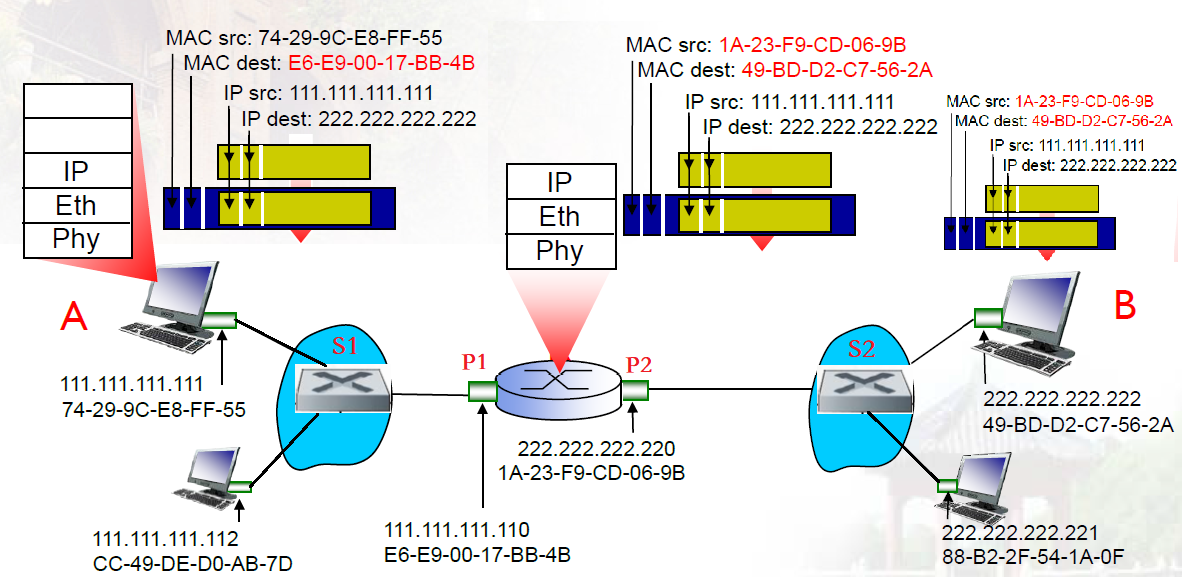 MAC src: 74-29-9C-E8-FF-55
MAC dest: E6-E9-00-17-BB-4B
IP src: 111.111.111.111
IP dest: 222.222.222.222
IP
Eth
Phy
MAC src: 1A-23-F9-CD-06-9B
MAC dest: 49-BD-D2-C7-56-2A
IP src: 111.111.111.111
IP dest: 222.222.222.222
IP
Eth
Phy
MAC src: 1A-23-F9-CD-06-9B
MAC dest: 49-BD-D2-C7-56-2A
IP src: 111.111.111.111
IP dest: 222.222.222.222
A
B
S1
P1
P2
S2
111.111.111.111
74-29-9C-E8-FF-55
222.222.222.222
49-BD-D2-C7-56-2A
222.222.222.220
1A-23-F9-CD-06-9B
111.111.111.112
CC-49-DE-D0-AB-7D
111.111.111.110
E6-E9-00-17-BB-4B
222.222.222.221
88-B2-2F-54-1A-0F